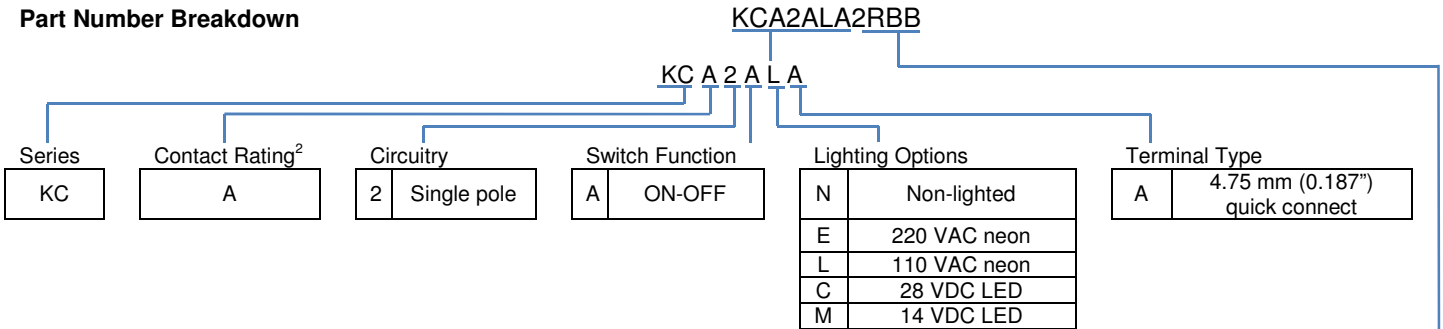 Part Number Breakdown
KCA2ALA2RBB
KC A 2 A L A
Series
KC
Contact Rating2
A
Circuitry
2 Single pole
Switch Function
A ON-OFF
Lighting Options
N Non-lighted
E 220 VAC neon
L 110 VAC neon
C 28 VDC LED
M 14 VDC LED
Terminal Type
A 4.75 mm (0.187”)
quick connect